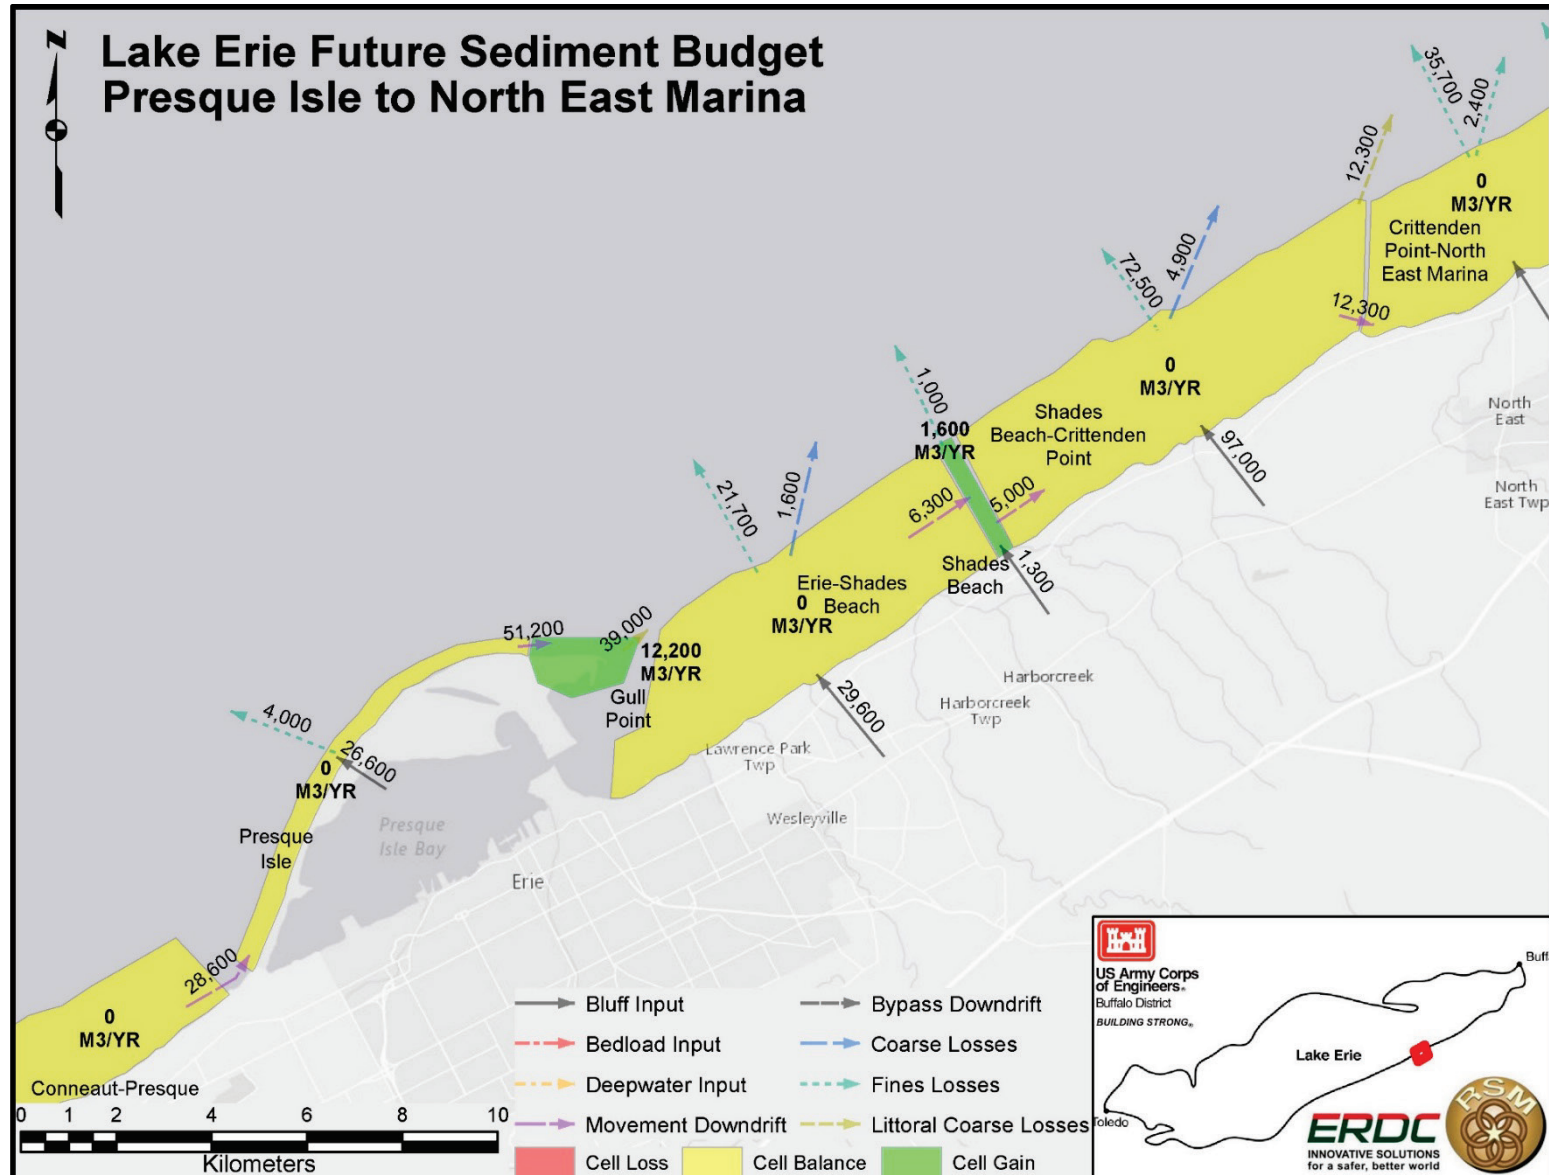 N
Lake Erie Future Sediment Budget
Presque Isle to North East Marina
35,700
2,400
12,300
0
M3/YR
Crittenden
Point-North
East Marina
12,300
72,500
4,900
0
M3/YR
Shades
Beach-Crittenden
Point
97,000
North
East
North
East Twp
1,000
1,600
M3/YR
6,300
5,000
1,300
Shades
Beach
21,700
1,600
Erie-Shades
Beach
0
M3/YR
29,600
Harborcreek
Harborcreek
Twp
Lawrence Park
Twp
Wesleyville
51,200
39,000
12,200
M3/YR
Gull
Point
4,000
26,600
0
M3/YR
Presque
Isle
Presque
Isle Bay
Erie
28,600
0
M3/YR
Conneaut-Presque
0 1 2 4 6 8 10
Kilometers
Bluff Input
Bypass Downdrift
Bedload Input
Coarse Losses
Deepwater Input
Fines Losses
Movement Downdrift
Littoral Coarse Losses
Cell Loss
Cell Balance
Cell Gain
US Army Corps
of Engineers®
Buffalo District
BUILDING STRONG®
Lake Erie
Toledo
ERDC
INNOVATIVE SOLUTIONS
for a safer, better world
RSM